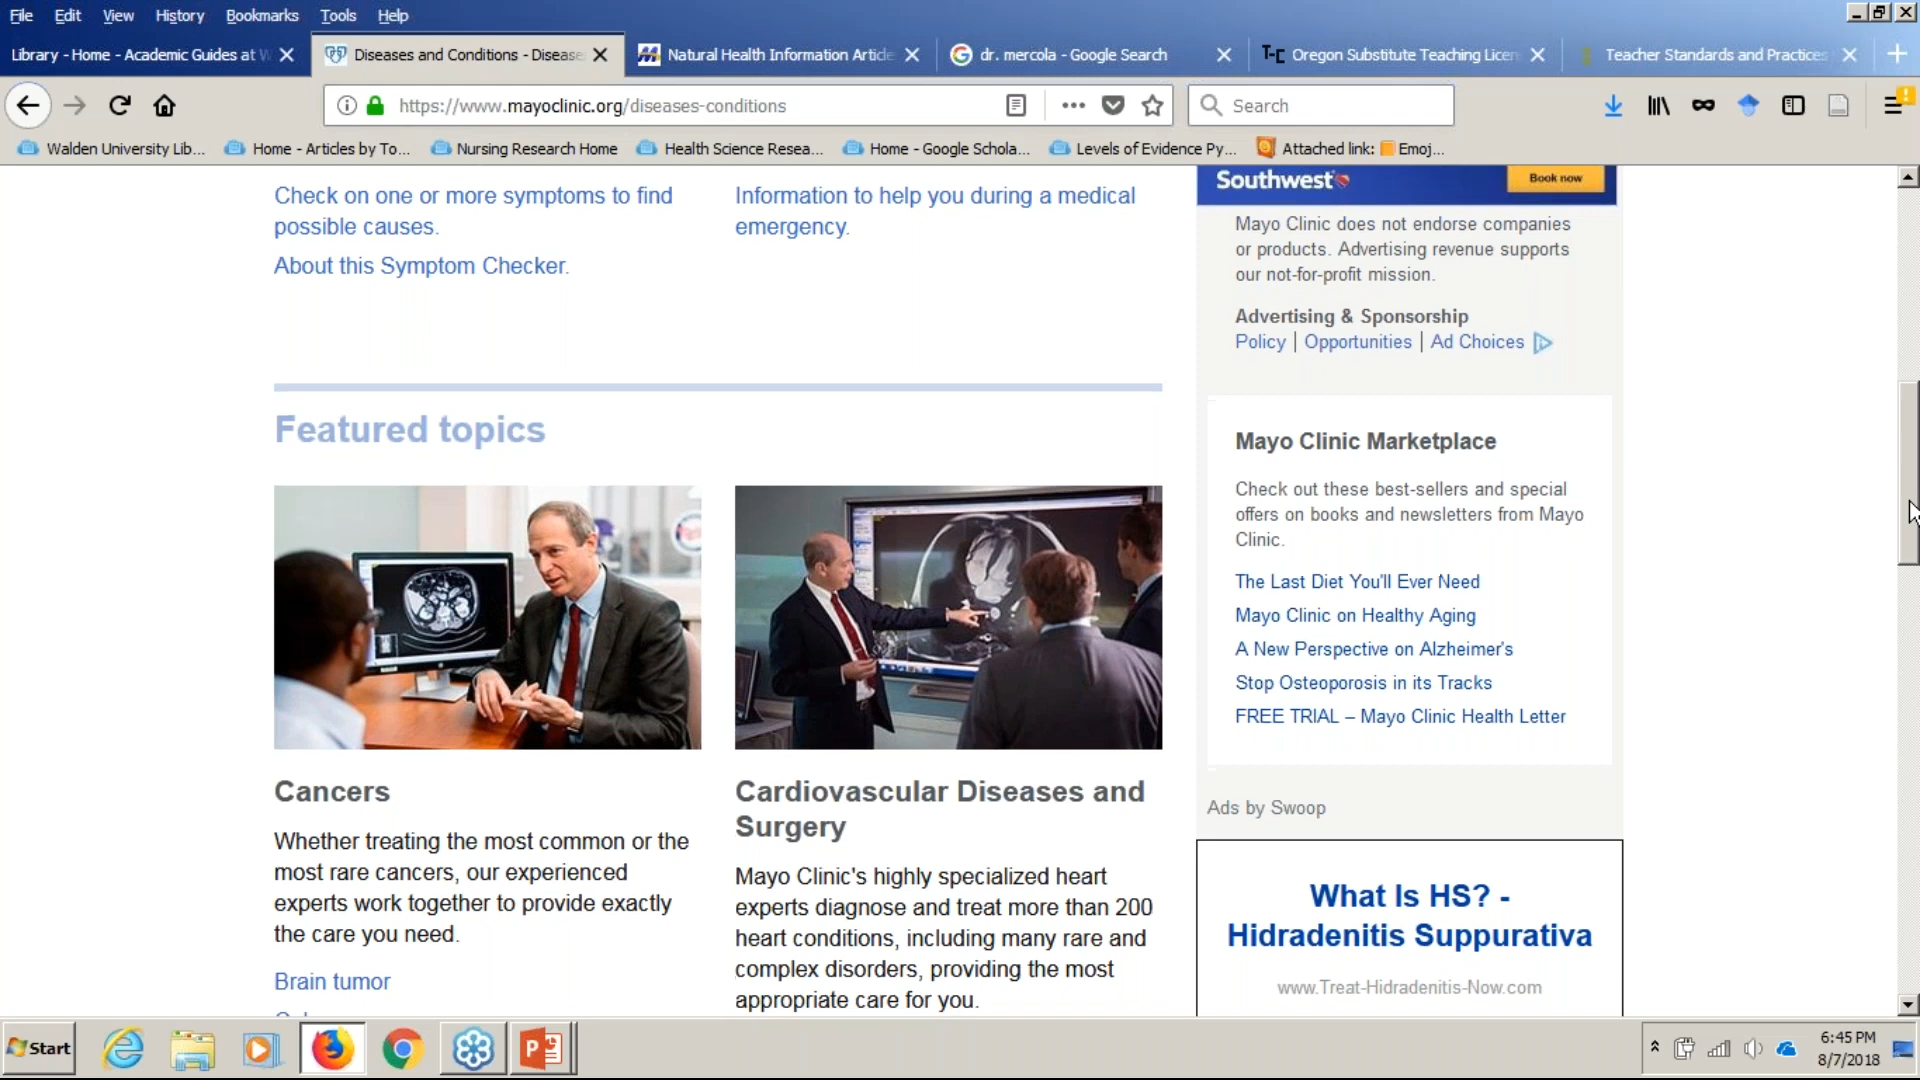 File Edit View History Bookmarks Tools Help
Library - Home - Academic Guides at W
Diseases and Conditions - Disease
Natural Health Information Article
dr. mercola - Google Search
T-C Oregon Substitute Teaching Licen
Teacher Standards and Practices
https://www.mayoclinic.org/diseases-conditions
Search
Walden University Lib...
Home - Articles by To...
Nursing Research Home
Health Science Resea...
Home - Google Schola...
Levels of Evidence Py...
Attached link: Emoj...
Check on one or more symptoms to find
possible causes.
About this Symptom Checker.
Information to help you during a medical
emergency.
Southwest
Book now
Mayo Clinic does not endorse companies
or products. Advertising revenue supports
our not-for-profit mission.
Advertising & Sponsorship
Policy | Opportunities | Ad Choices
Featured topics
Mayo Clinic Marketplace
Check out these best-sellers and special
offers on books and newsletters from Mayo
Clinic.
The Last Diet You'll Ever Need
Mayo Clinic on Healthy Aging
A New Perspective on Alzheimer's
Stop Osteoporosis in its Tracks
FREE TRIAL – Mayo Clinic Health Letter
Cancers
Whether treating the most common or the
most rare cancers, our experienced
experts work together to provide exactly
the care you need.
Brain tumor
Cardiovascular Diseases and
Surgery
Mayo Clinic's highly specialized heart
experts diagnose and treat more than 200
heart conditions, including many rare and
complex disorders, providing the most
appropriate care for you.
Ads by Swoop
What Is HS? -
Hidradenitis Suppurativa
www.Treat-Hidradenitis-Now.com
Start
6:45 PM
8/7/2018